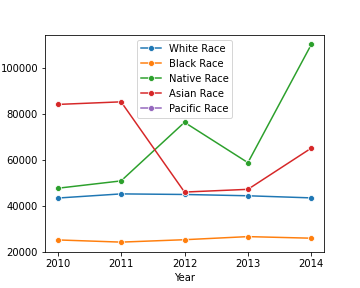 White Race
Black Race
Native Race
Asian Race
Pacific Race
100000
80000
60000
40000
20000
2010 2011 2012 2013 2014
Year